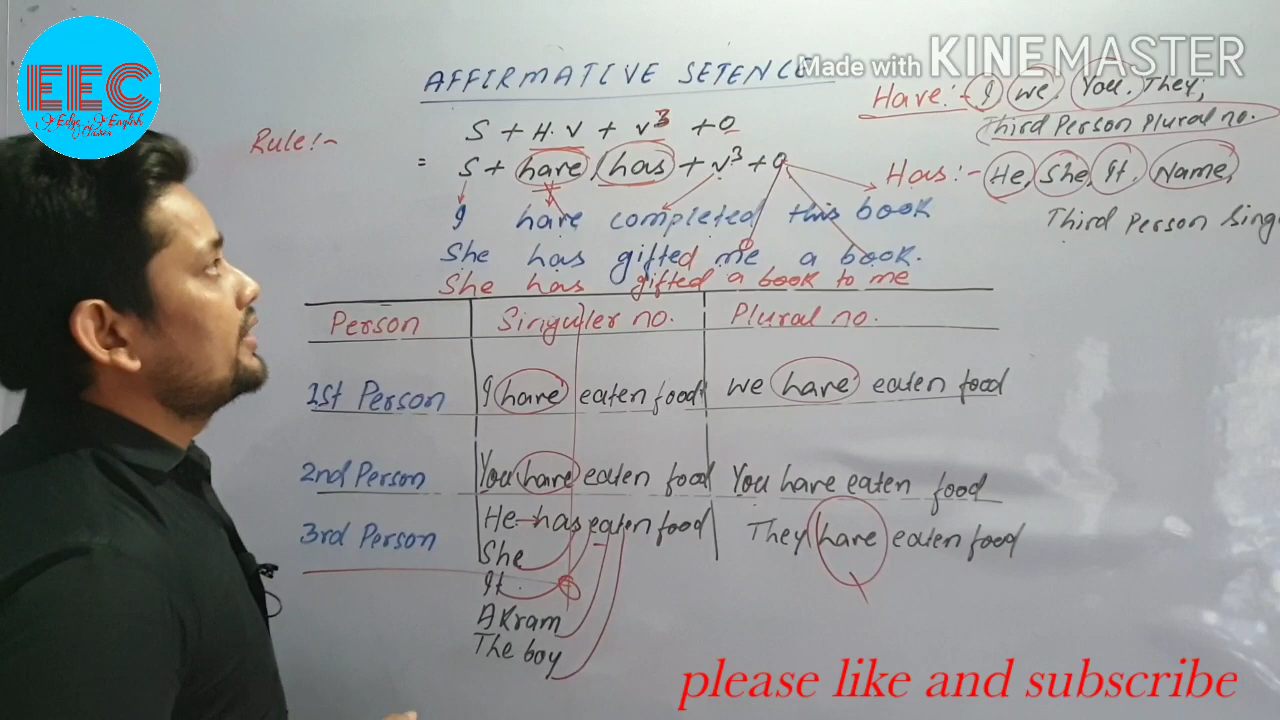 EEC
AFFIRMATIVE SETENCE
Made with KINEMASTER
Have:- I we. You. They,
Third Person Plural no.
Rule:-
S + H.V + V3 + O
= S + have / has + v3 + O
Has:- He, She, It. Name,
Third Person Sing
I have completed this book
She has gifted me a book.
She has gifted a book to me
Person Singuler no. Plural no.
1st Person I have eaten food we have eaten food
2nd Person You have eaten food You have eaten food
3rd Person He has eaten food They have eaten food
She
It.
AKram
The boy
please like and subscribe